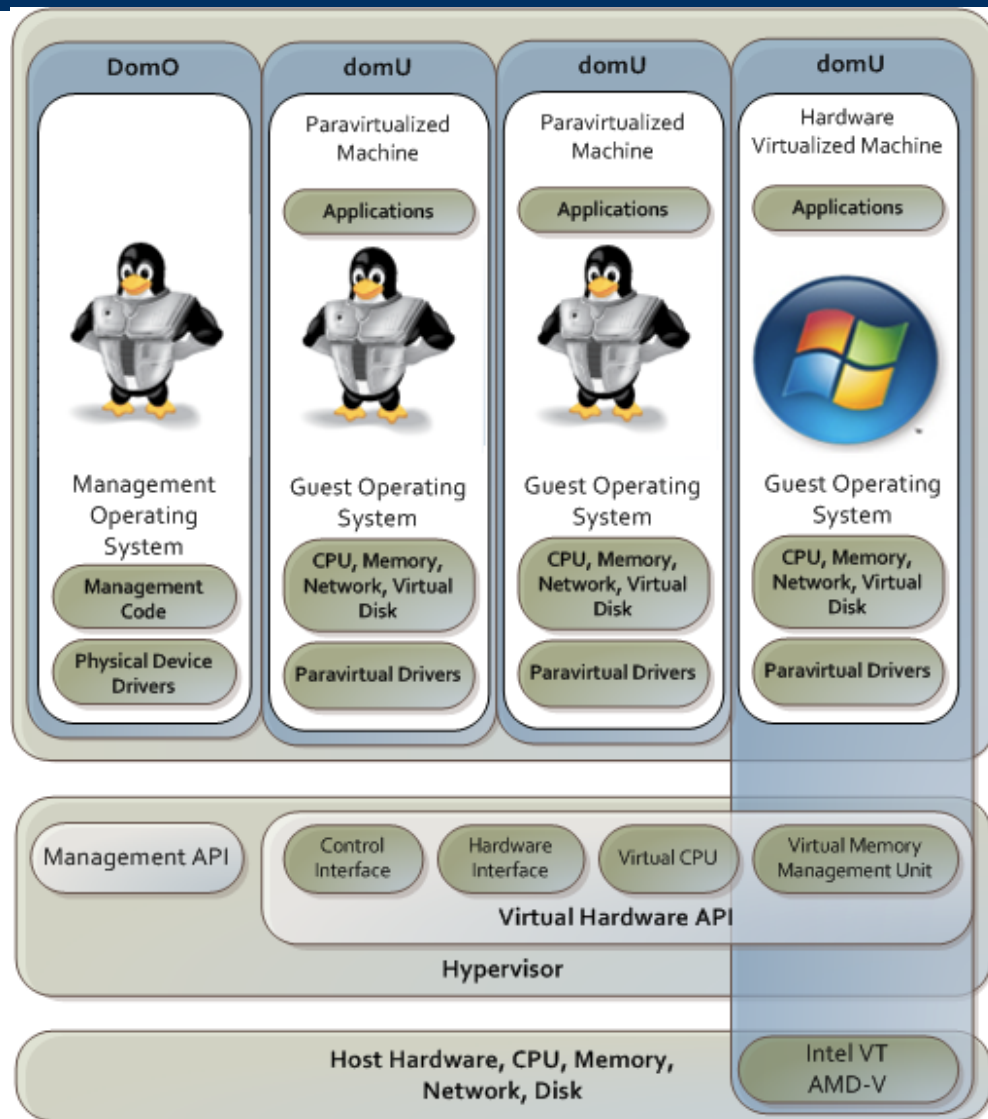 DomO
Management
Operating
System
Management
Code
Physical Device
Drivers
domU
Paravirtualized
Machine
Applications
Guest Operating
System
CPU, Memory,
Network, Virtual
Disk
Paravirtual Drivers
domU
Paravirtualized
Machine
Applications
Guest Operating
System
CPU, Memory,
Network, Virtual
Disk
Paravirtual Drivers
domU
Hardware
Virtualized Machine
Applications
Guest Operating
System
CPU, Memory,
Network, Virtual
Disk
Paravirtual Drivers
Management API
Control
Interface
Hardware
Interface
Virtual CPU
Virtual Memory
Management Unit
Virtual Hardware API
Hypervisor
Host Hardware, CPU, Memory,
Network, Disk
Intel VT
AMD-V